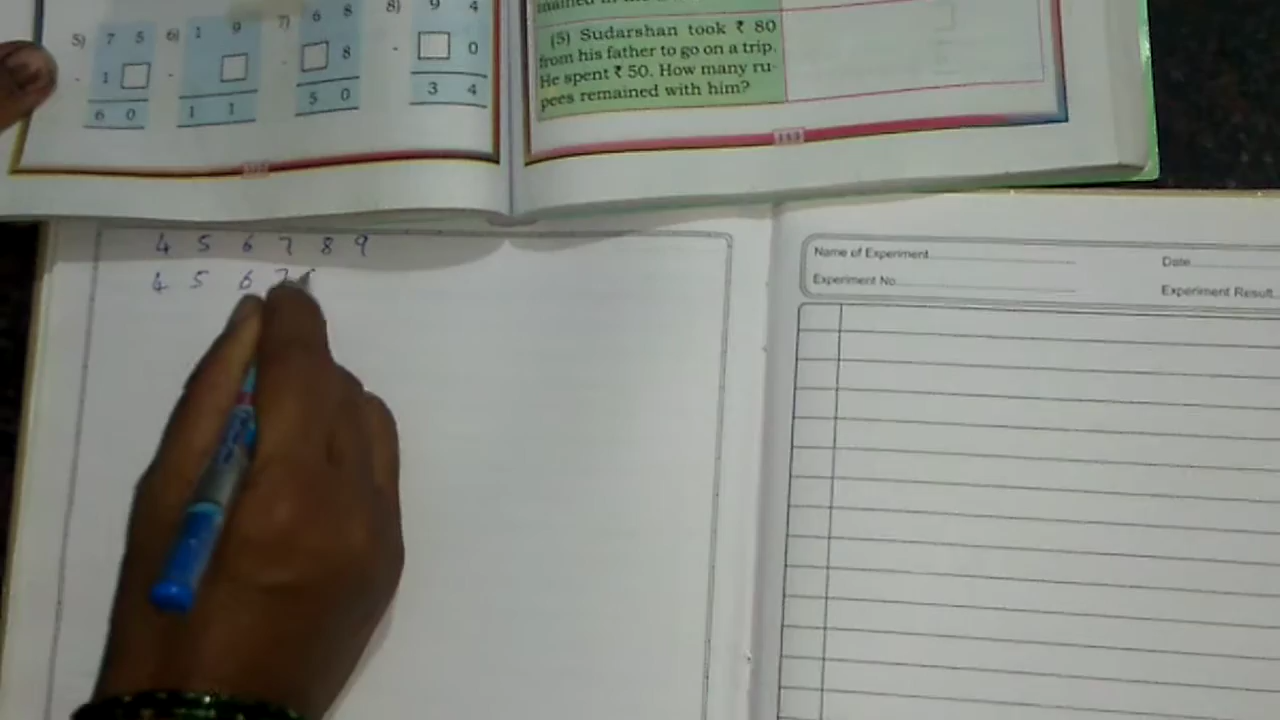 5) 7 5 6) 1 9 7) 6 8 8) 9 4
- 1 - - 8 - 0
6 0 1 1 5 0 3 4
(5) Sudarshan took ₹ 80
from his father to go on a trip.
He spent ₹ 50. How many ru-
pees remained with him?
113
4 5 6 7 8 9
4 5 6 7
Name of Experiment
Date
Experiment No
Experiment Result